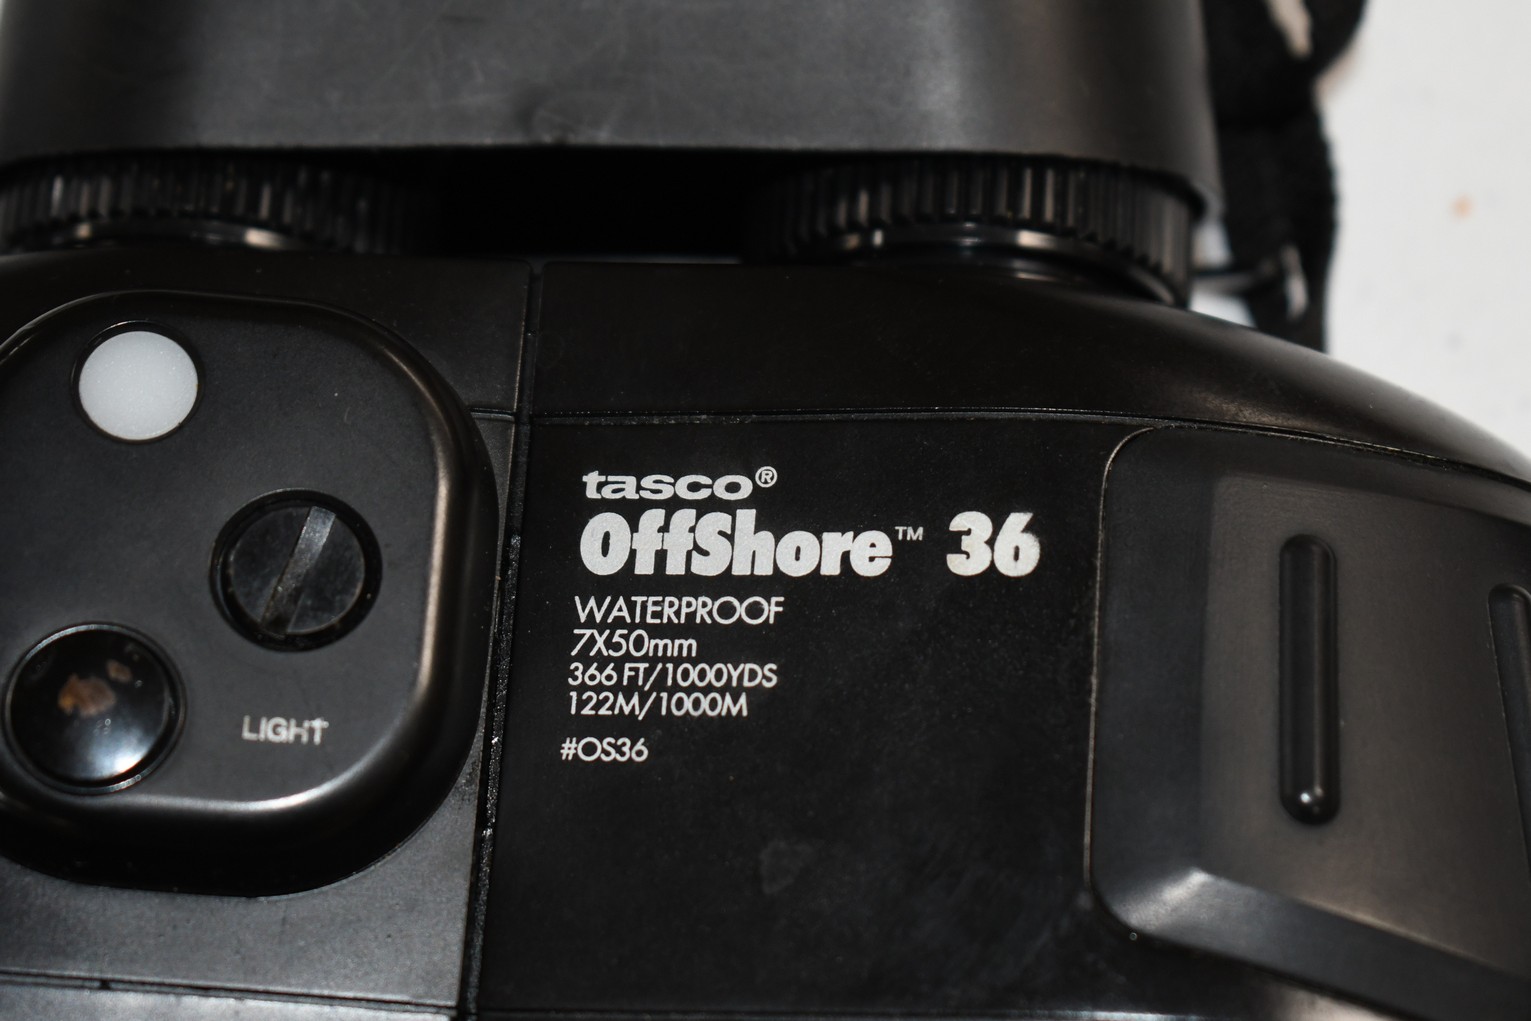 tasco®
OffShore™ 36
WATERPROOF
7X50mm
366 FT/1000YDS
122M/1000M
#OS36
LIGHT